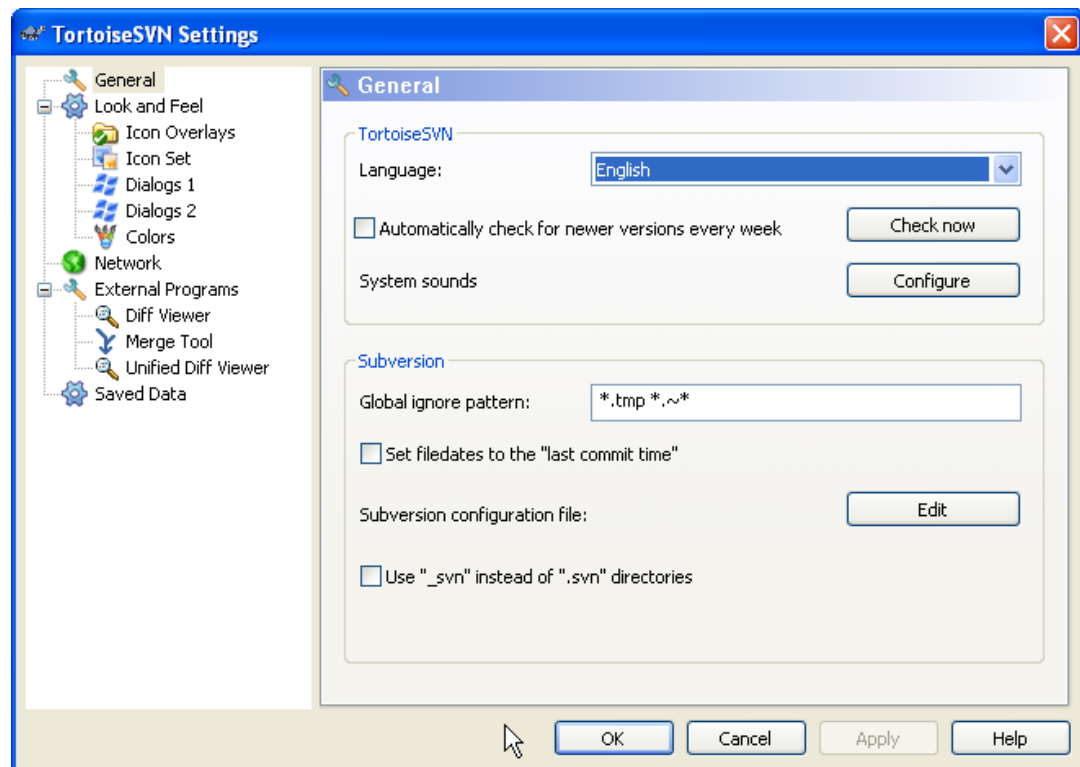 TortoiseSVN Settings
General
Look and Feel
Icon Overlays
Icon Set
Dialogs 1
Dialogs 2
Colors
Network
External Programs
Diff Viewer
Merge Tool
Unified Diff Viewer
Saved Data
General
TortoiseSVN
Language: English
Automatically check for newer versions every week Check now
System sounds Configure
Subversion
Global ignore pattern: *.tmp *.~*
Set filedates to the "last commit time"
Subversion configuration file: Edit
Use "_svn" instead of ".svn" directories
OK Cancel Apply Help